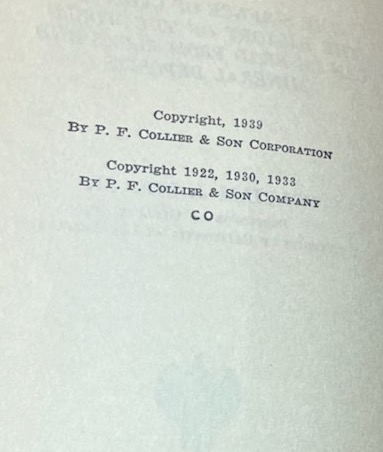 Copyright, 1939
By P. F. Collier & Son Corporation
Copyright 1922, 1930, 1933
By P. F. Collier & Son Company
CO